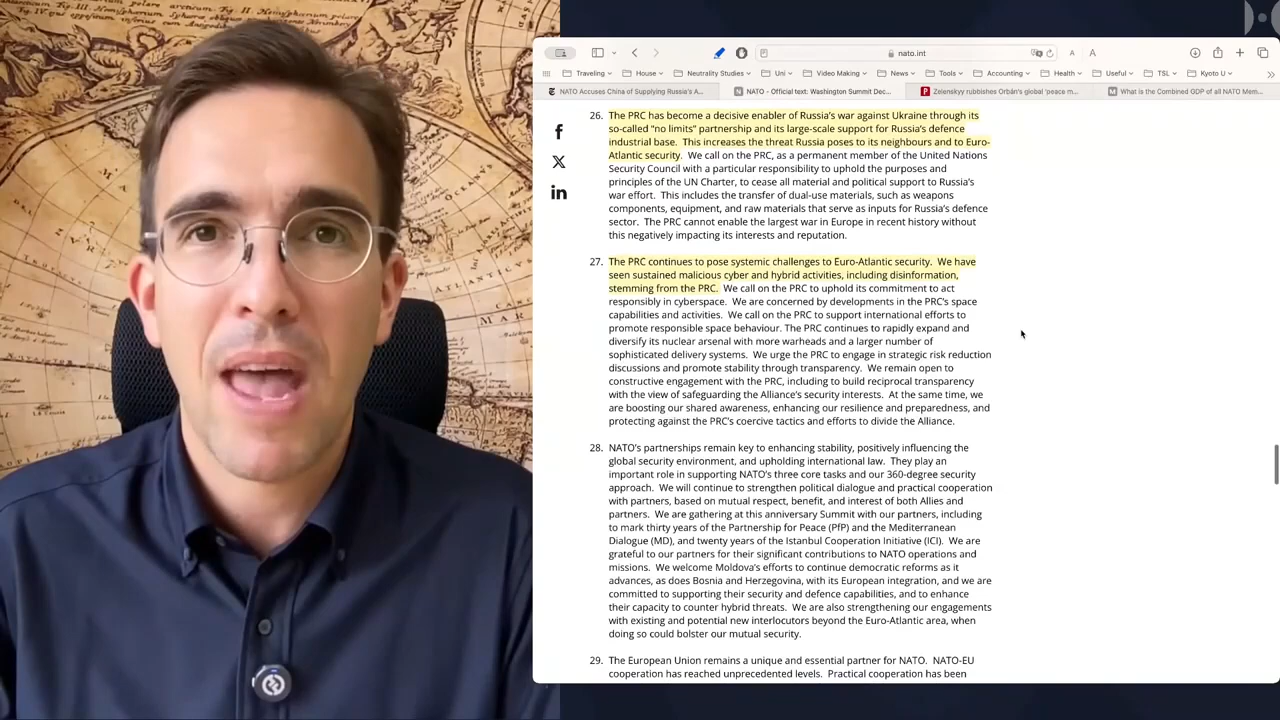 nato.int
A
A
Traveling
House
Neutrality Studies
Uni
Video Making
News
Tools
Accounting
Health
Useful
TSL
Kyoto U
NATO Accuses China of Supplying Russia's A...
NATO - Official text: Washington Summit Dec...
Zelenskyy rubbishes Orbán's global 'peace m...
What is the Combined GDP of all NATO Mem...
26. The PRC has become a decisive enabler of Russia's war against Ukraine through its
so-called "no limits" partnership and its large-scale support for Russia's defence
industrial base. This increases the threat Russia poses to its neighbours and to Euro-
Atlantic security. We call on the PRC, as a permanent member of the United Nations
Security Council with a particular responsibility to uphold the purposes and
principles of the UN Charter, to cease all material and political support to Russia's
war effort. This includes the transfer of dual-use materials, such as weapons
components, equipment, and raw materials that serve as inputs for Russia's defence
sector. The PRC cannot enable the largest war in Europe in recent history without
this negatively impacting its interests and reputation.
27. The PRC continues to pose systemic challenges to Euro-Atlantic security. We have
seen sustained malicious cyber and hybrid activities, including disinformation,
stemming from the PRC. We call on the PRC to uphold its commitment to act
responsibly in cyberspace. We are concerned by developments in the PRC's space
capabilities and activities. We call on the PRC to support international efforts to
promote responsible space behaviour. The PRC continues to rapidly expand and
diversify its nuclear arsenal with more warheads and a larger number of
sophisticated delivery systems. We urge the PRC to engage in strategic risk reduction
discussions and promote stability through transparency. We remain open to
constructive engagement with the PRC, including to build reciprocal transparency
with the view of safeguarding the Alliance's security interests. At the same time, we
are boosting our shared awareness, enhancing our resilience and preparedness, and
protecting against the PRC's coercive tactics and efforts to divide the Alliance.
28. NATO's partnerships remain key to enhancing stability, positively influencing the
global security environment, and upholding international law. They play an
important role in supporting NATO's three core tasks and our 360-degree security
approach. We will continue to strengthen political dialogue and practical cooperation
with partners, based on mutual respect, benefit, and interest of both Allies and
partners. We are gathering at this anniversary Summit with our partners, including
to mark thirty years of the Partnership for Peace (PfP) and the Mediterranean
Dialogue (MD), and twenty years of the Istanbul Cooperation Initiative (ICI). We are
grateful to our partners for their significant contributions to NATO operations and
missions. We welcome Moldova's efforts to continue democratic reforms as it
advances, as does Bosnia and Herzegovina, with its European integration, and we are
committed to supporting their security and defence capabilities, and to enhance
their capacity to counter hybrid threats. We are also strengthening our engagements
with existing and potential new interlocutors beyond the Euro-Atlantic area, when
doing so could bolster our mutual security.
29. The European Union remains a unique and essential partner for NATO. NATO-EU
cooperation has reached unprecedented levels. Practical cooperation has been